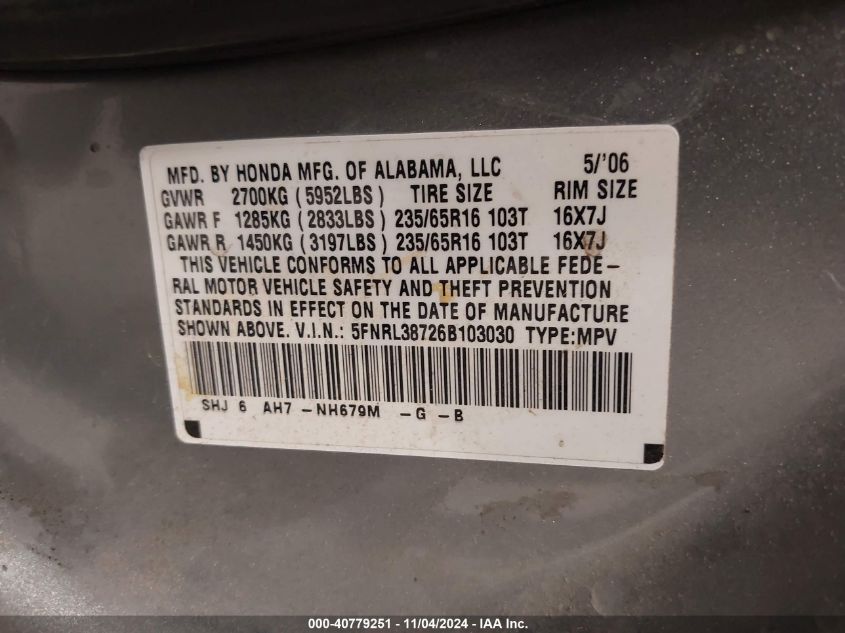 MFD. BY HONDA MFG. OF ALABAMA, LLC 5/'06
GVWR 2700KG (5952LBS) TIRE SIZE RIM SIZE
GAWR F 1285KG (2833LBS) 235/65R16 103T 16X7J
GAWR R 1450KG (3197LBS) 235/65R16 103T 16X7J
THIS VEHICLE CONFORMS TO ALL APPLICABLE FEDE-
RAL MOTOR VEHICLE SAFETY AND THEFT PREVENTION
STANDARDS IN EFFECT ON THE DATE OF MANUFACTURE
SHOWN ABOVE. V.I.N.: 5FNRL38726B103030 TYPE:MPV
SHJ 6 AH7 -NH679M -G -B
000-40779251 - 11/04/2024 - IAA Inc.